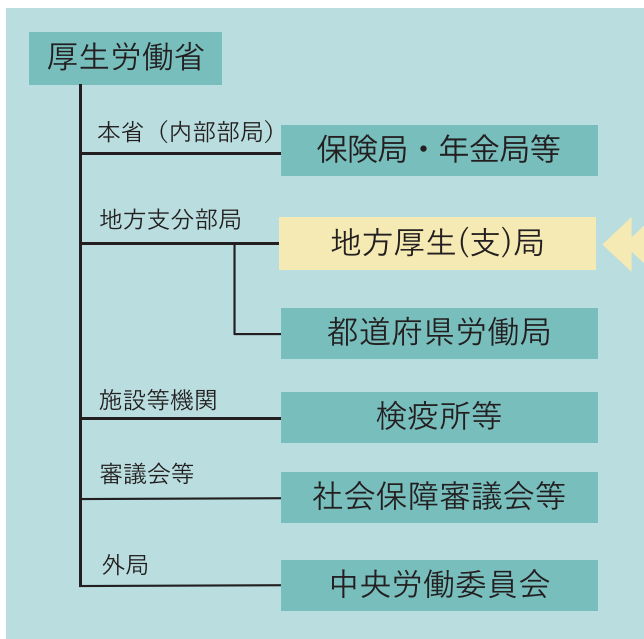 厚生労働省
本省（内部部局）
保険局・年金局等
地方支分部局
地方厚生(支)局
都道府県労働局
施設等機関
検疫所等
審議会等
社会保障審議会等
外局
中央労働委員会